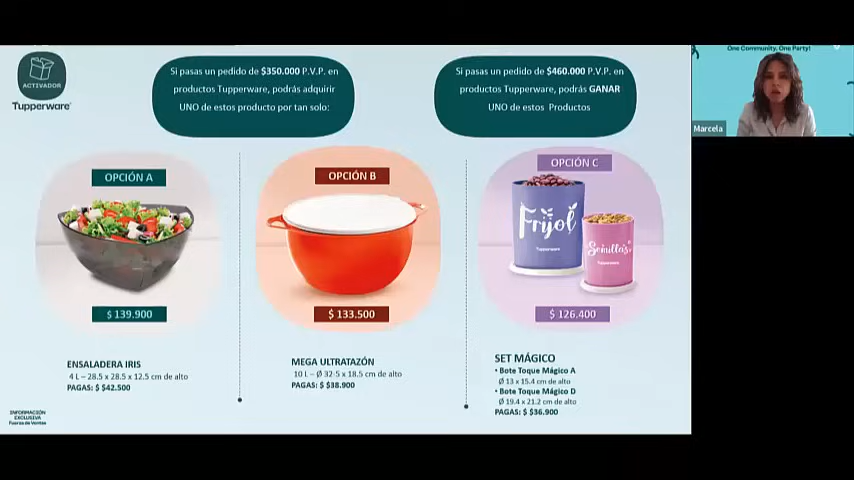 ACTIVADOR
Tupperware®
Si pasas un pedido de $350.000 P.V.P. en
productos Tupperware, podrás adquirir
UNO de estos producto por tan solo:
Si pasas un pedido de $460.000 P.V.P. en
productos Tupperware, podrás GANAR
UNO de estos Productos
One Community, One Party!
Marcela
OPCIÓN A
$ 139.900
ENSALADERA IRIS
4 L – 28.5 x 28.5 x 12.5 cm de alto
PAGAS: $ $42.500
OPCIÓN B
$ 133.500
MEGA ULTRATAZÓN
10 L – Ø 32·5 x 18.5 cm de alto
PAGAS: $ $38.900
OPCIÓN C
Frijol
Tupperware
Semillas
Tupperware
$ 126.400
SET MÁGICO
• Bote Toque Mágico A
Ø 13 x 15.4 cm de alto
• Bote Toque Mágico D
Ø 19.4 x 21.2 cm de alto
PAGAS: $ $36.900
INFORMACIÓN
EXCLUSIVA
Fuerza de Ventas